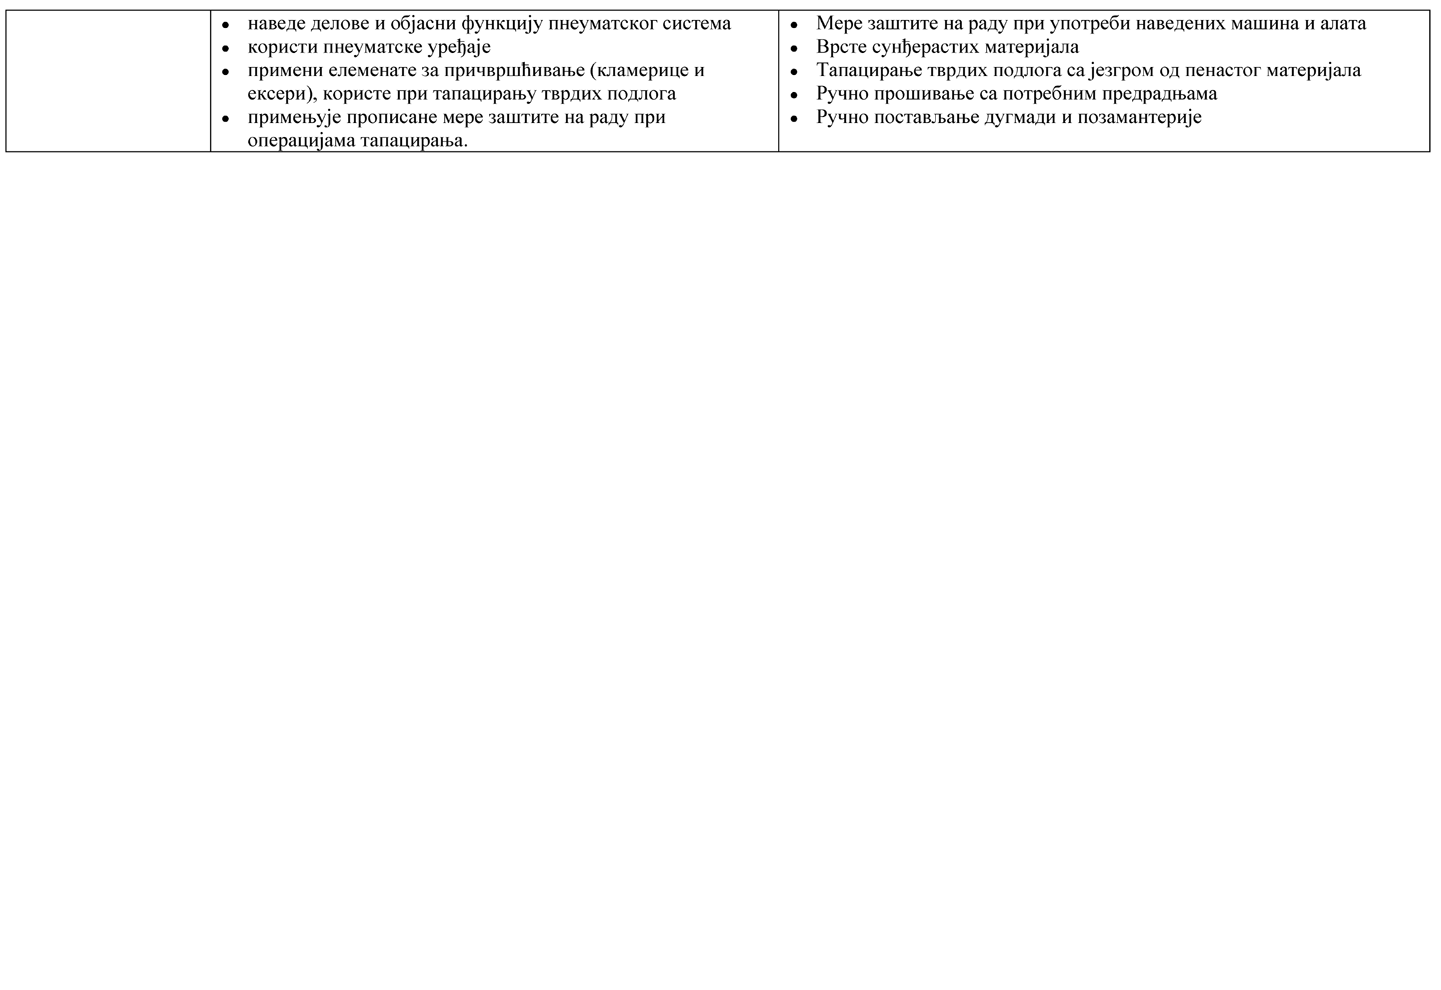 • наведе делове и објасни функцију пнеуматског система
• користи пнеуматске уређаје
• примени елеменате за причвршћивање (кламерице и
ексери), користе при тапацирању тврдих подлога
• примењује прописане мере заштите на раду при
операцијама тапацирања.
• Мере заштите на раду при употреби наведених машина и алата
• Врсте сунђерастих материјала
• Тапацирање тврдих подлога са језгром од пенастог материјала
• Ручно прошивање са потребним предрадњама
• Ручно постављање дугмади и позамантерије